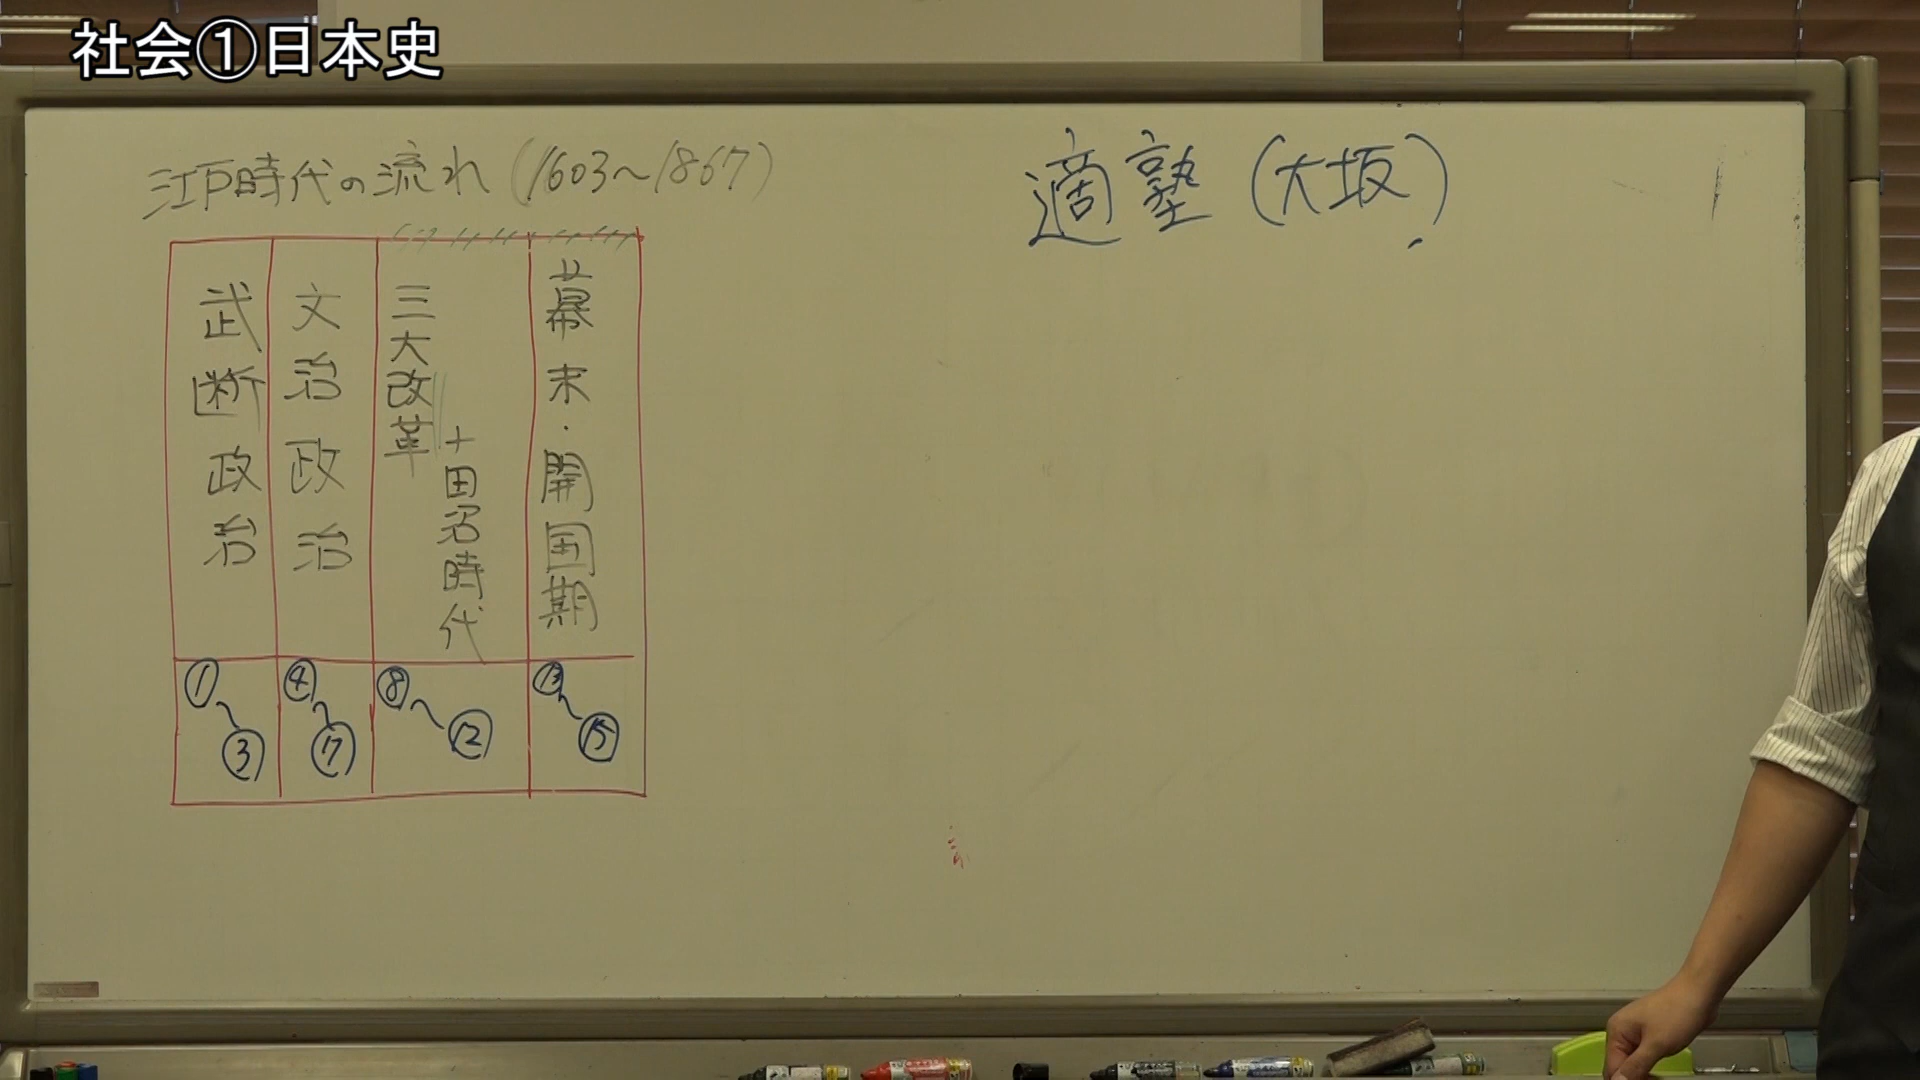 社会①日本史
江戸時代の流れ(1603〜1867)
武断政治
文治政治
三大改革
+田沼時代
幕末・開国期
①〜③
④〜⑰
⑧〜⑫
⑬〜⑮
適塾(大坂)